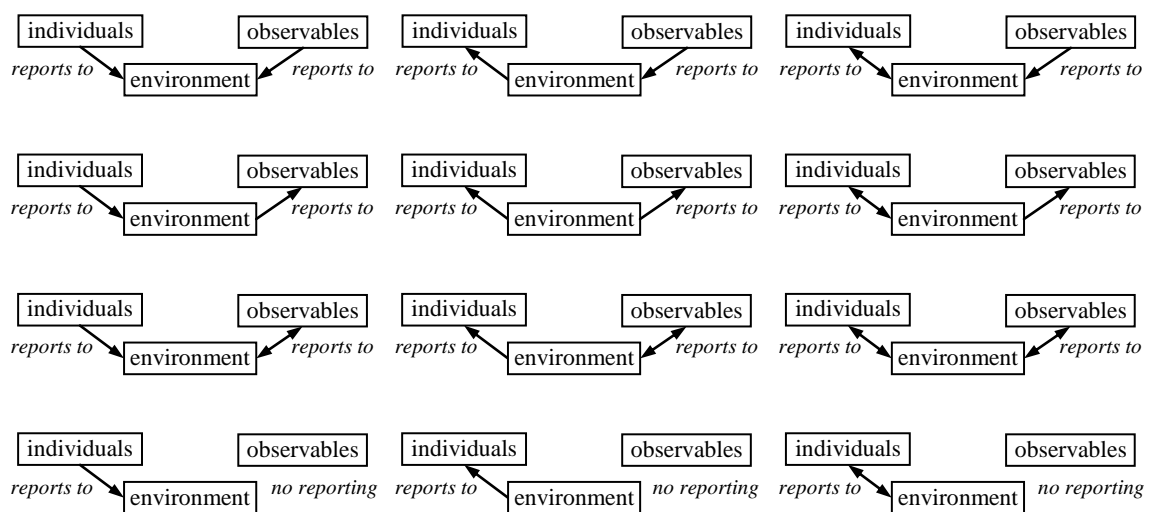 individuals observables individuals observables individuals observables
reports to environment reports to reports to environment reports to reports to environment reports to
individuals observables individuals observables individuals observables
reports to environment reports to reports to environment reports to reports to environment reports to
individuals observables individuals observables individuals observables
reports to environment reports to reports to environment reports to reports to environment reports to
individuals observables individuals observables individuals observables
reports to environment no reporting reports to environment no reporting reports to environment no reporting